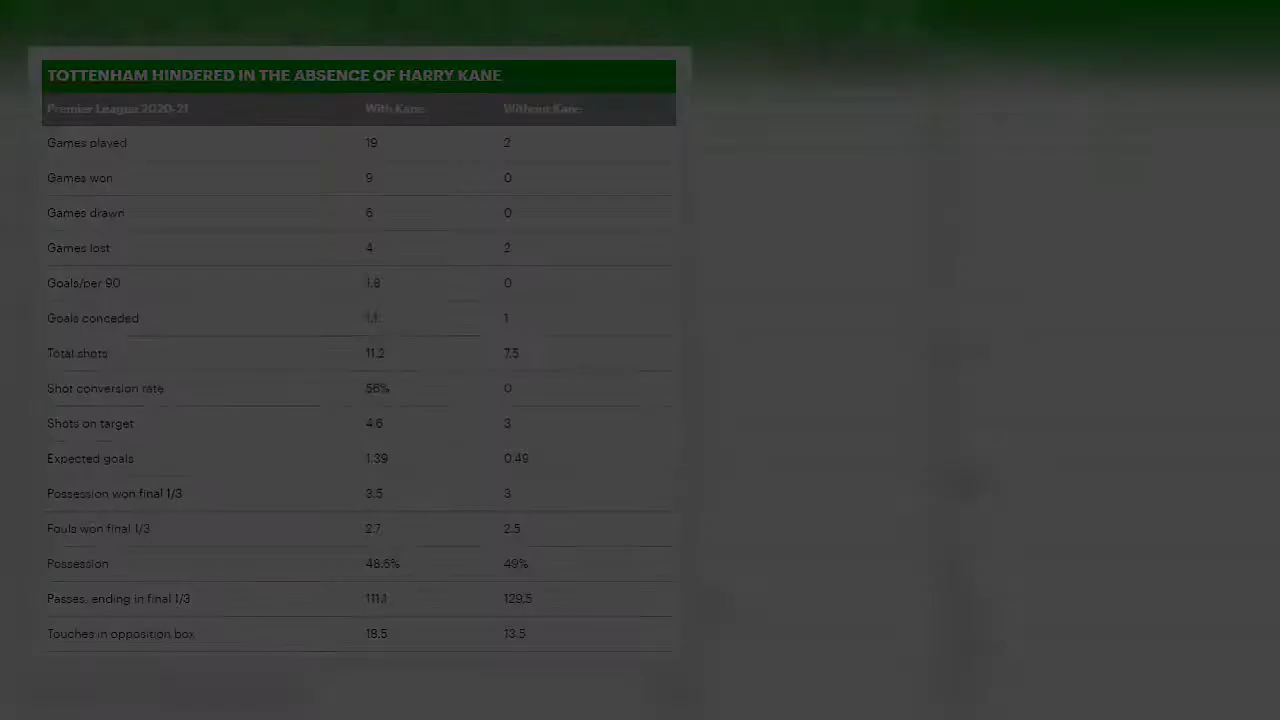 TOTTENHAM HINDERED IN THE ABSENCE OF HARRY KANE
Premier League 2020-21 With Kane Without Kane
Games played 19 2
Games won 9 0
Games drawn 6 0
Games lost 4 2
Goals/per 90 1.8 0
Goals conceded 1.1 1
Total shots 11.2 7.5
Shot conversion rate 56% 0
Shots on target 4.6 3
Expected goals 1.39 0.49
Possession won final 1/3 3.5 3
Fouls won final 1/3 2.7 2.5
Possession 48.6% 49%
Passes, ending in final 1/3 111.1 129.5
Touches in opposition box 18.5 13.5